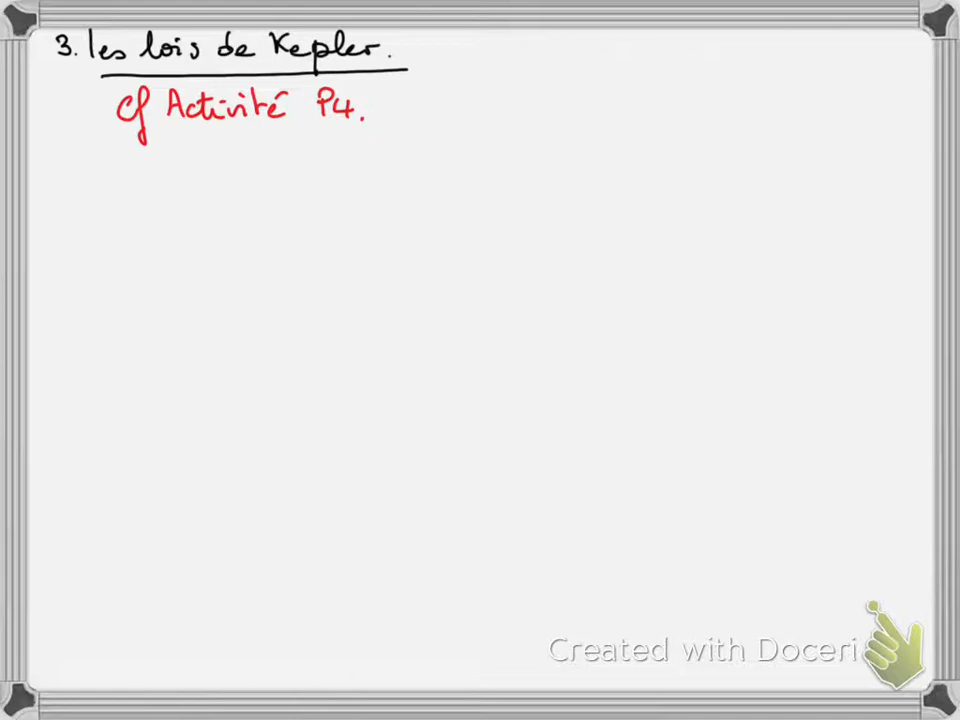 3. les lois de Kepler.
cf Activité P4.
Created with Doceri